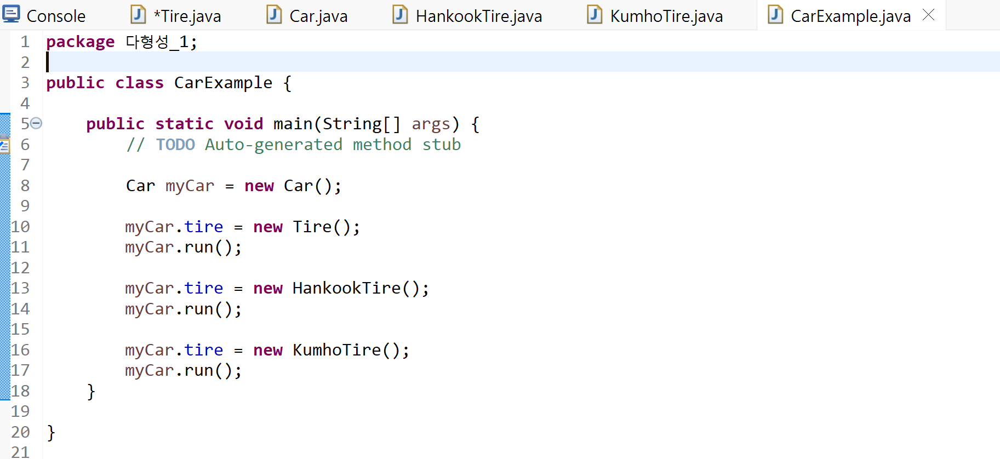 Console *Tire.java Car.java HankookTire.java KumhoTire.java CarExample.java
1 package 다형성_1;
2
3 public class CarExample {
4
5 public static void main(String[] args) {
6 // TODO Auto-generated method stub
7
8 Car myCar = new Car();
9
10 myCar.tire = new Tire();
11 myCar.run();
12
13 myCar.tire = new HankookTire();
14 myCar.run();
15
16 myCar.tire = new KumhoTire();
17 myCar.run();
18 }
19
20 }
21